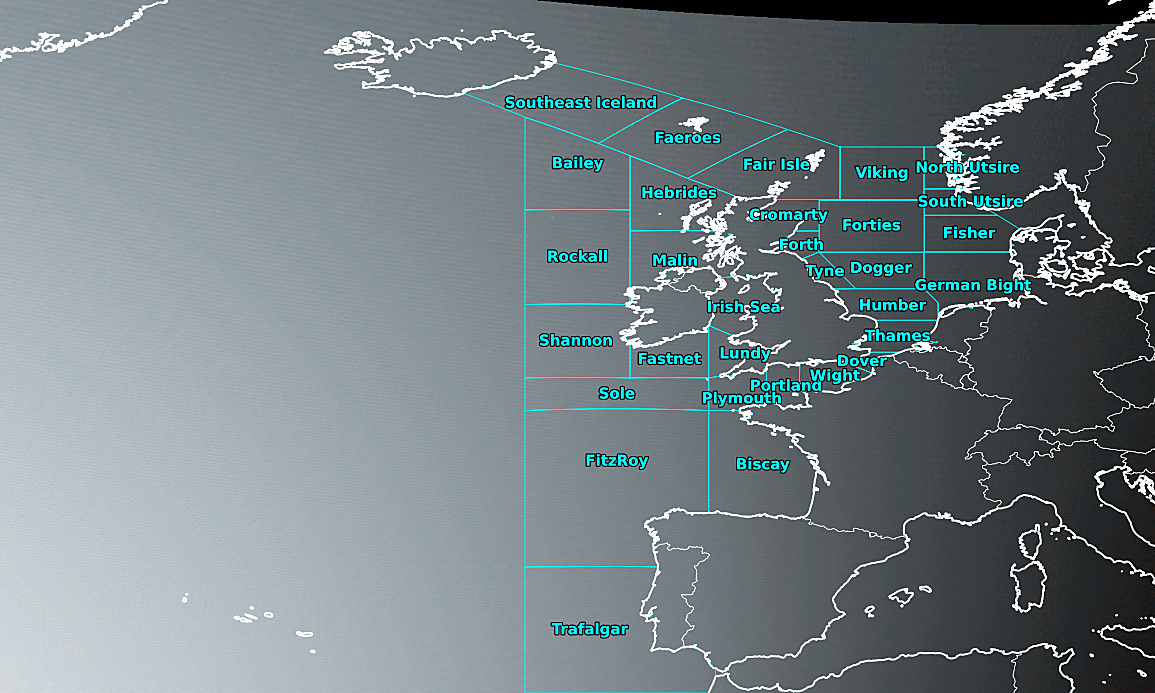 Southeast Iceland
Faeroes
Bailey
Fair Isle
Viking
North Utsire
Hebrides
South Utsire
Cromarty
Forties
Fisher
Forth
Rockall
Malin
Tyne
Dogger
German Bight
Irish Sea
Humber
Shannon
Thames
Fastnet
Lundy
Dover
Wight
Portland
Sole
Plymouth
FitzRoy
Biscay
Trafalgar